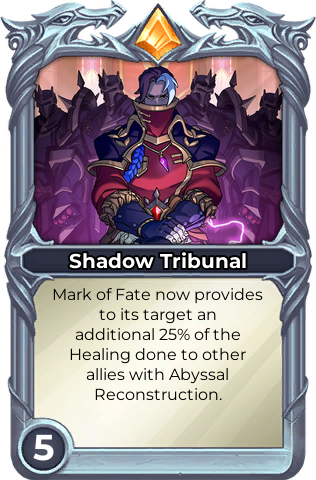 Shadow Tribunal
Mark of Fate now provides
to its target an
additional 25% of the
Healing done to other
allies with Abyssal
Reconstruction.
5